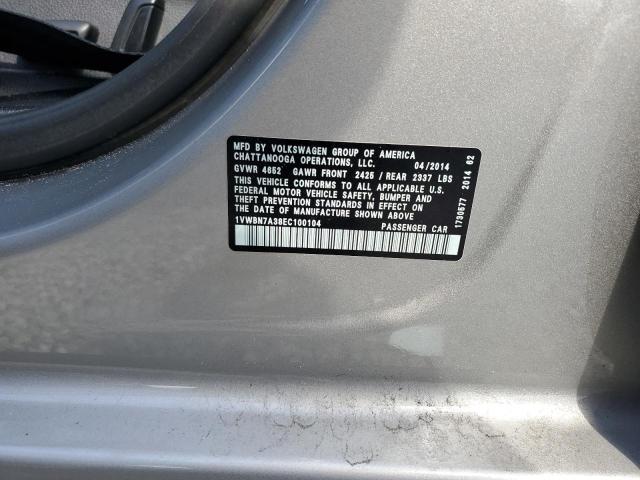 MFD BY VOLKSWAGEN GROUP OF AMERICA
CHATTANOOGA OPERATIONS, LLC. 04/2014
GVWR 4652 GAWR FRONT 2425 / REAR 2337 LBS
THIS VEHICLE CONFORMS TO ALL APPLICABLE U.S.
FEDERAL MOTOR VEHICLE SAFETY, BUMPER AND
THEFT PREVENTION STANDARDS IN EFFECT ON
THE DATE OF MANUFACTURE SHOWN ABOVE
1VWBN7A38EC100104 PASSENGER CAR
1730577 2014 62